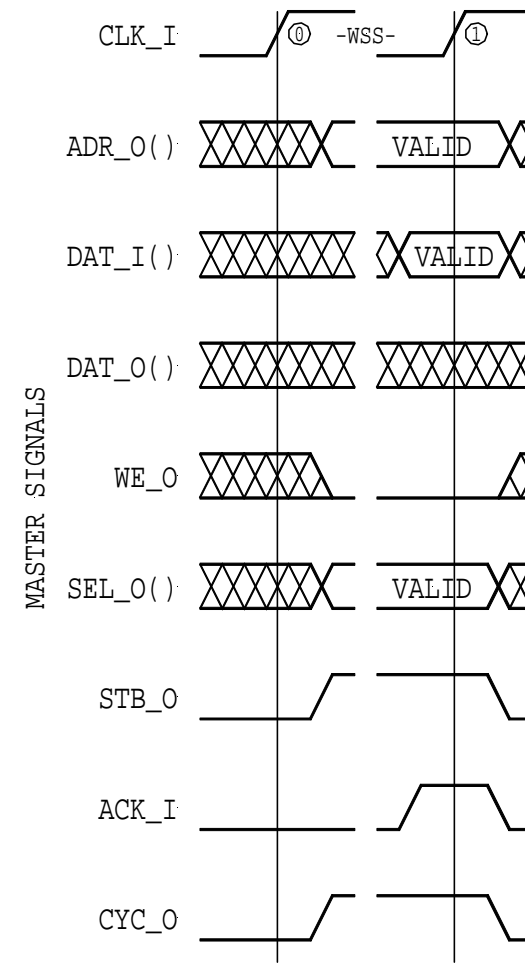 CLK_I
⓪ -WSS- ①
ADR_O()
VALID
DAT_I()
VALID
DAT_O()
MASTER SIGNALS
WE_O
SEL_O()
VALID
STB_O
ACK_I
CYC_O